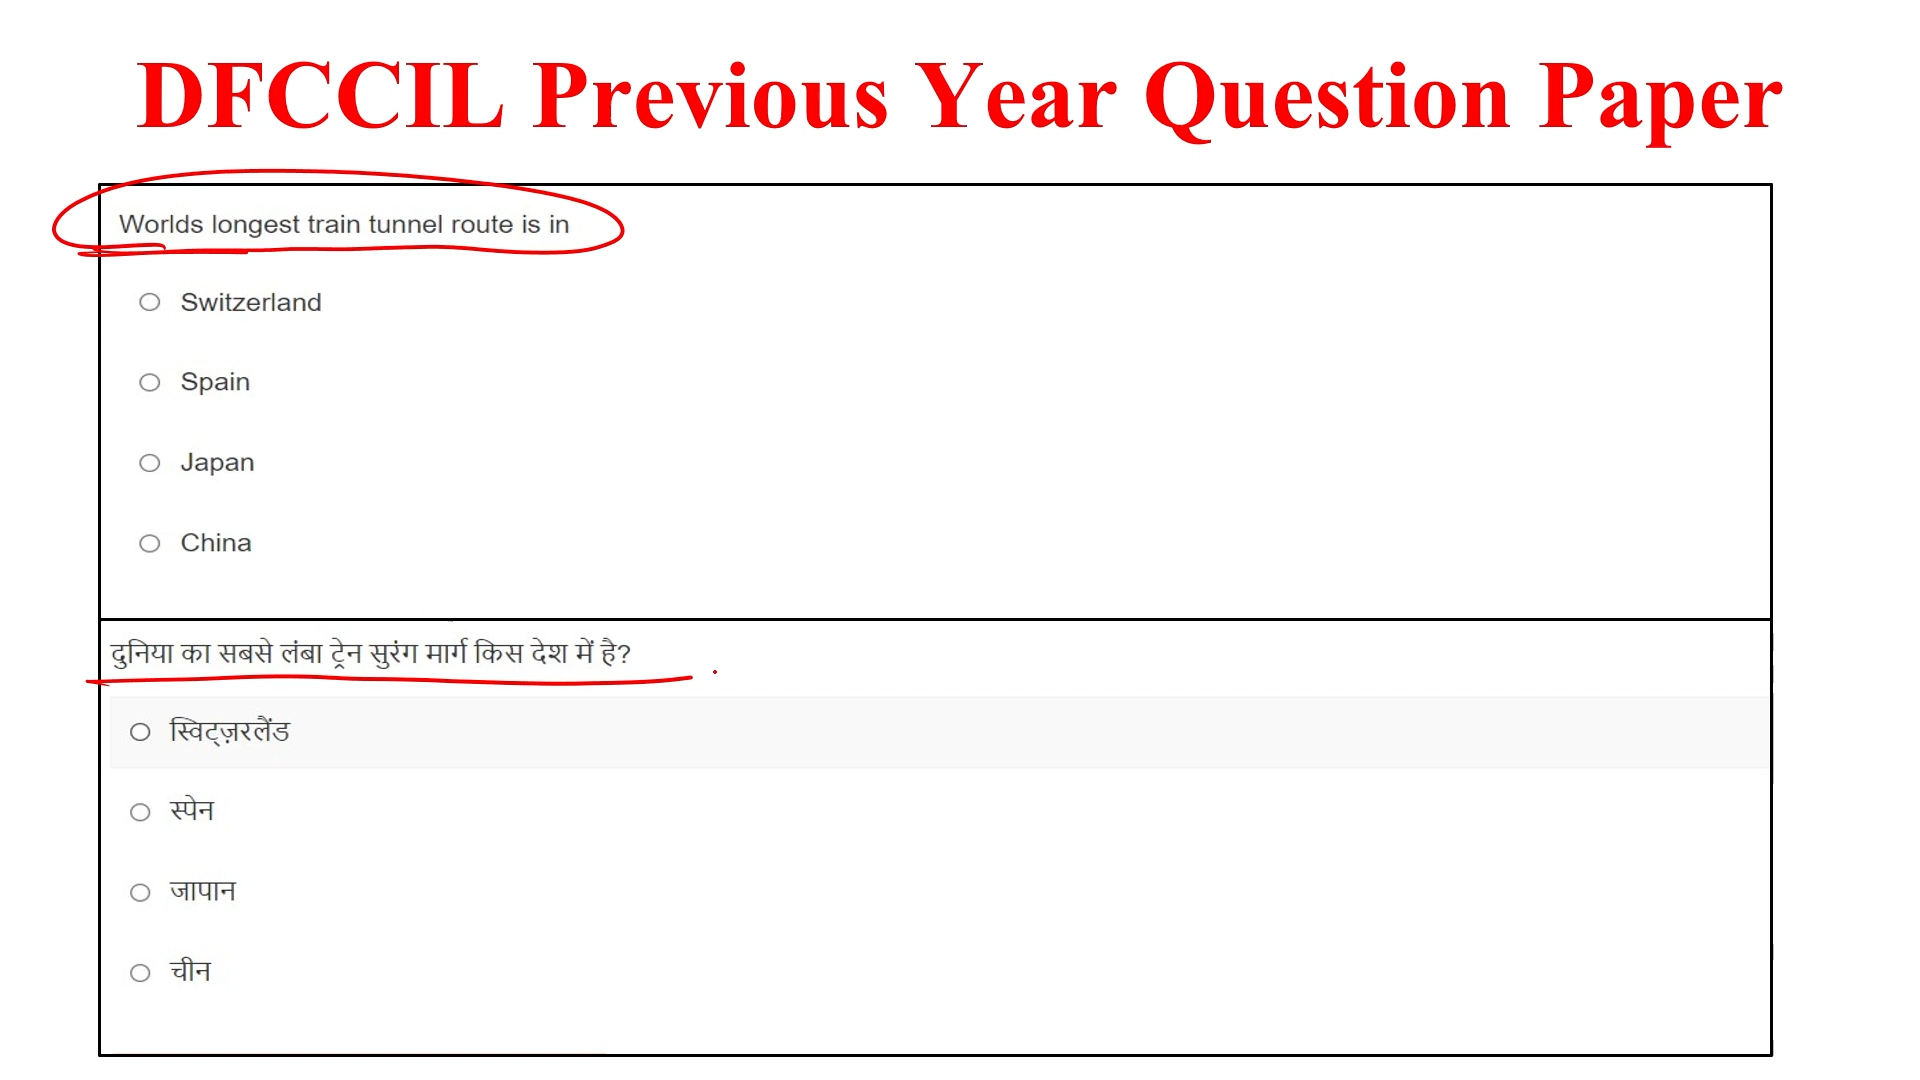 DFCCIL Previous Year Question Paper
Worlds longest train tunnel route is in
Switzerland
Spain
Japan
China
दुनिया का सबसे लंबा ट्रेन सुरंग मार्ग किस देश में है?
स्विट्ज़रलैंड
स्पेन
जापान
चीन